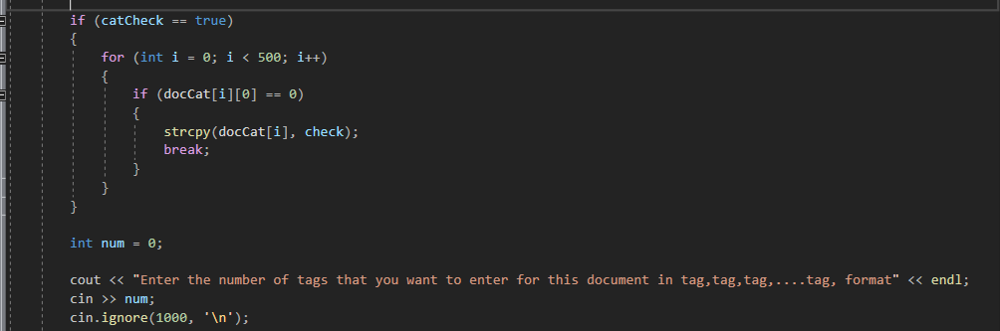 if (catCheck == true)
{
for (int i = 0; i < 500; i++)
{
if (docCat[i][0] == 0)
{
strcpy(docCat[i], check);
break;
}
}
}
int num = 0;
cout << "Enter the number of tags that you want to enter for this document in tag,tag,tag,....tag, format" << endl;
cin >> num;
cin.ignore(1000, '\n');